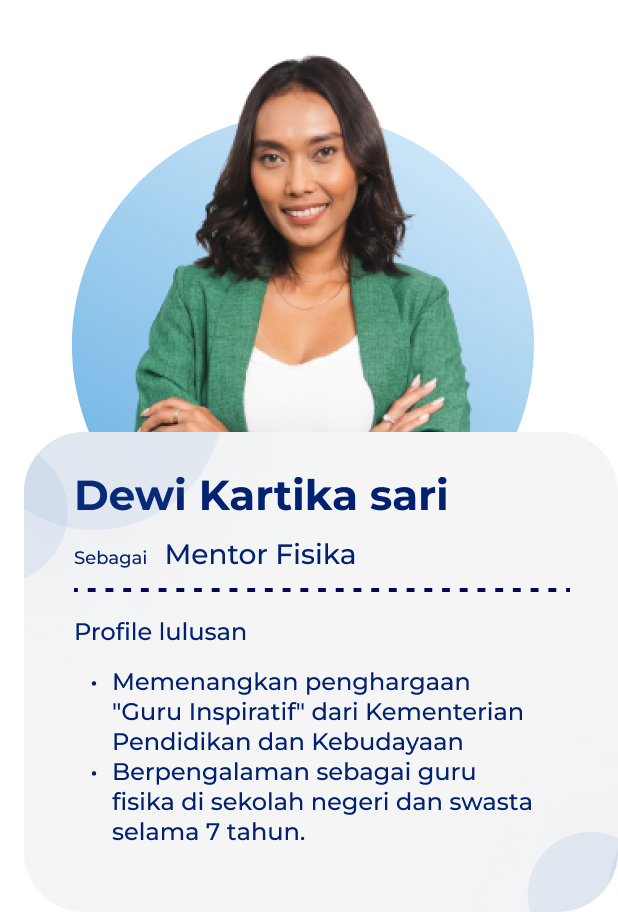 Dewi Kartika sari
Sebagai Mentor Fisika
Profile lulusan
• Memenangkan penghargaan
"Guru Inspiratif" dari Kementerian
Pendidikan dan Kebudayaan
• Berpengalaman sebagai guru
fisika di sekolah negeri dan swasta
selama 7 tahun.